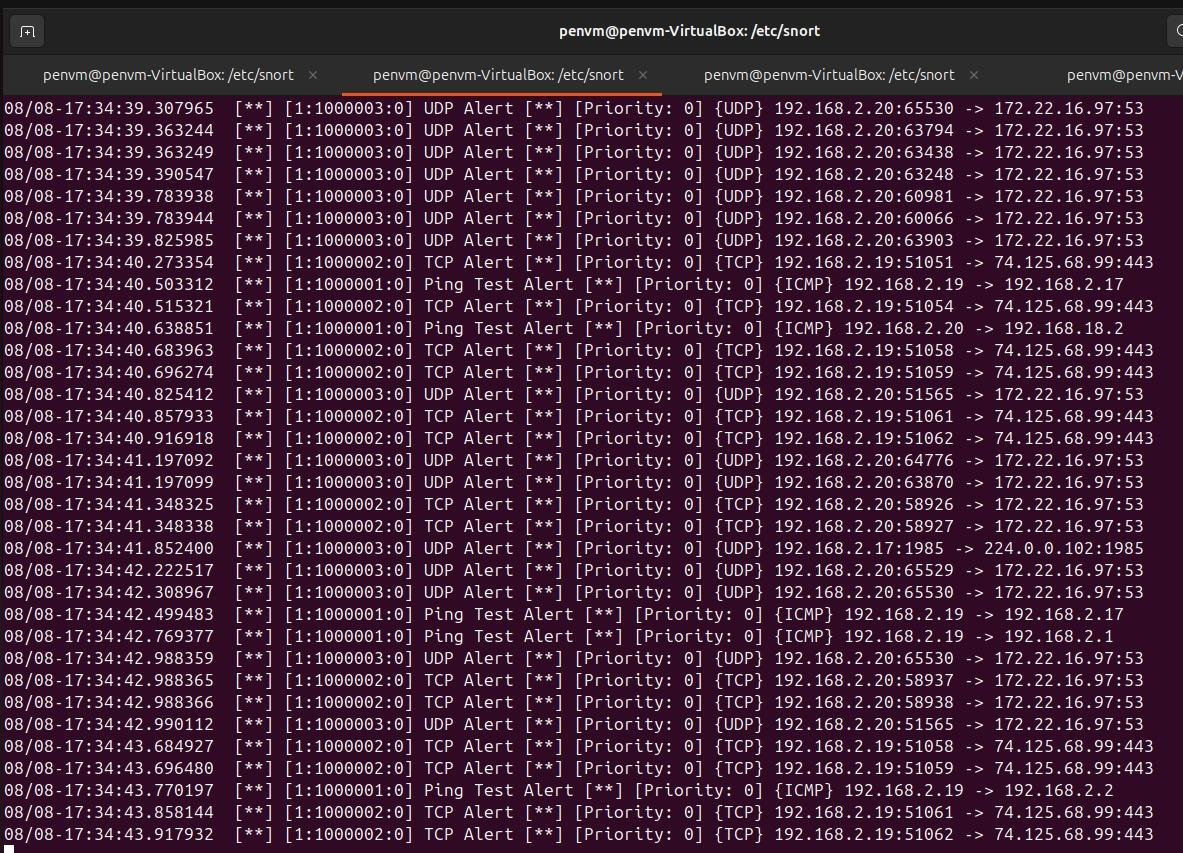 penvm@penvm-VirtualBox: /etc/snort
penvm@penvm-VirtualBox: /etc/snort × penvm@penvm-VirtualBox: /etc/snort × penvm@penvm-VirtualBox: /etc/snort × penvm@penvm-V
08/08-17:34:39.307965  [**] [1:1000003:0] UDP Alert [**] [Priority: 0] {UDP} 192.168.2.20:65530 -> 172.22.16.97:53
08/08-17:34:39.363244  [**] [1:1000003:0] UDP Alert [**] [Priority: 0] {UDP} 192.168.2.20:63794 -> 172.22.16.97:53
08/08-17:34:39.363249  [**] [1:1000003:0] UDP Alert [**] [Priority: 0] {UDP} 192.168.2.20:63438 -> 172.22.16.97:53
08/08-17:34:39.390547  [**] [1:1000003:0] UDP Alert [**] [Priority: 0] {UDP} 192.168.2.20:63248 -> 172.22.16.97:53
08/08-17:34:39.783938  [**] [1:1000003:0] UDP Alert [**] [Priority: 0] {UDP} 192.168.2.20:60981 -> 172.22.16.97:53
08/08-17:34:39.783944  [**] [1:1000003:0] UDP Alert [**] [Priority: 0] {UDP} 192.168.2.20:60066 -> 172.22.16.97:53
08/08-17:34:39.825985  [**] [1:1000003:0] UDP Alert [**] [Priority: 0] {UDP} 192.168.2.20:63903 -> 172.22.16.97:53
08/08-17:34:40.273354  [**] [1:1000002:0] TCP Alert [**] [Priority: 0] {TCP} 192.168.2.19:51051 -> 74.125.68.99:443
08/08-17:34:40.503312  [**] [1:1000001:0] Ping Test Alert [**] [Priority: 0] {ICMP} 192.168.2.19 -> 192.168.2.17
08/08-17:34:40.515321  [**] [1:1000002:0] TCP Alert [**] [Priority: 0] {TCP} 192.168.2.19:51054 -> 74.125.68.99:443
08/08-17:34:40.638851  [**] [1:1000001:0] Ping Test Alert [**] [Priority: 0] {ICMP} 192.168.2.20 -> 192.168.18.2
08/08-17:34:40.683963  [**] [1:1000002:0] TCP Alert [**] [Priority: 0] {TCP} 192.168.2.19:51058 -> 74.125.68.99:443
08/08-17:34:40.696274  [**] [1:1000002:0] TCP Alert [**] [Priority: 0] {TCP} 192.168.2.19:51059 -> 74.125.68.99:443
08/08-17:34:40.825412  [**] [1:1000003:0] UDP Alert [**] [Priority: 0] {UDP} 192.168.2.20:51565 -> 172.22.16.97:53
08/08-17:34:40.857933  [**] [1:1000002:0] TCP Alert [**] [Priority: 0] {TCP} 192.168.2.19:51061 -> 74.125.68.99:443
08/08-17:34:40.916918  [**] [1:1000002:0] TCP Alert [**] [Priority: 0] {TCP} 192.168.2.19:51062 -> 74.125.68.99:443
08/08-17:34:41.197092  [**] [1:1000003:0] UDP Alert [**] [Priority: 0] {UDP} 192.168.2.20:64776 -> 172.22.16.97:53
08/08-17:34:41.197099  [**] [1:1000003:0] UDP Alert [**] [Priority: 0] {UDP} 192.168.2.20:63870 -> 172.22.16.97:53
08/08-17:34:41.348325  [**] [1:1000002:0] TCP Alert [**] [Priority: 0] {TCP} 192.168.2.20:58926 -> 172.22.16.97:53
08/08-17:34:41.348338  [**] [1:1000002:0] TCP Alert [**] [Priority: 0] {TCP} 192.168.2.20:58927 -> 172.22.16.97:53
08/08-17:34:41.852400  [**] [1:1000003:0] UDP Alert [**] [Priority: 0] {UDP} 192.168.2.17:1985 -> 224.0.0.102:1985
08/08-17:34:42.222517  [**] [1:1000003:0] UDP Alert [**] [Priority: 0] {UDP} 192.168.2.20:65529 -> 172.22.16.97:53
08/08-17:34:42.308967  [**] [1:1000003:0] UDP Alert [**] [Priority: 0] {UDP} 192.168.2.20:65530 -> 172.22.16.97:53
08/08-17:34:42.499483  [**] [1:1000001:0] Ping Test Alert [**] [Priority: 0] {ICMP} 192.168.2.19 -> 192.168.2.17
08/08-17:34:42.769377  [**] [1:1000001:0] Ping Test Alert [**] [Priority: 0] {ICMP} 192.168.2.19 -> 192.168.2.1
08/08-17:34:42.988359  [**] [1:1000003:0] UDP Alert [**] [Priority: 0] {UDP} 192.168.2.20:65530 -> 172.22.16.97:53
08/08-17:34:42.988365  [**] [1:1000002:0] TCP Alert [**] [Priority: 0] {TCP} 192.168.2.20:58937 -> 172.22.16.97:53
08/08-17:34:42.988366  [**] [1:1000002:0] TCP Alert [**] [Priority: 0] {TCP} 192.168.2.20:58938 -> 172.22.16.97:53
08/08-17:34:42.990112  [**] [1:1000003:0] UDP Alert [**] [Priority: 0] {UDP} 192.168.2.20:51565 -> 172.22.16.97:53
08/08-17:34:43.684927  [**] [1:1000002:0] TCP Alert [**] [Priority: 0] {TCP} 192.168.2.19:51058 -> 74.125.68.99:443
08/08-17:34:43.696480  [**] [1:1000002:0] TCP Alert [**] [Priority: 0] {TCP} 192.168.2.19:51059 -> 74.125.68.99:443
08/08-17:34:43.770197  [**] [1:1000001:0] Ping Test Alert [**] [Priority: 0] {ICMP} 192.168.2.19 -> 192.168.2.2
08/08-17:34:43.858144  [**] [1:1000002:0] TCP Alert [**] [Priority: 0] {TCP} 192.168.2.19:51061 -> 74.125.68.99:443
08/08-17:34:43.917932  [**] [1:1000002:0] TCP Alert [**] [Priority: 0] {TCP} 192.168.2.19:51062 -> 74.125.68.99:443